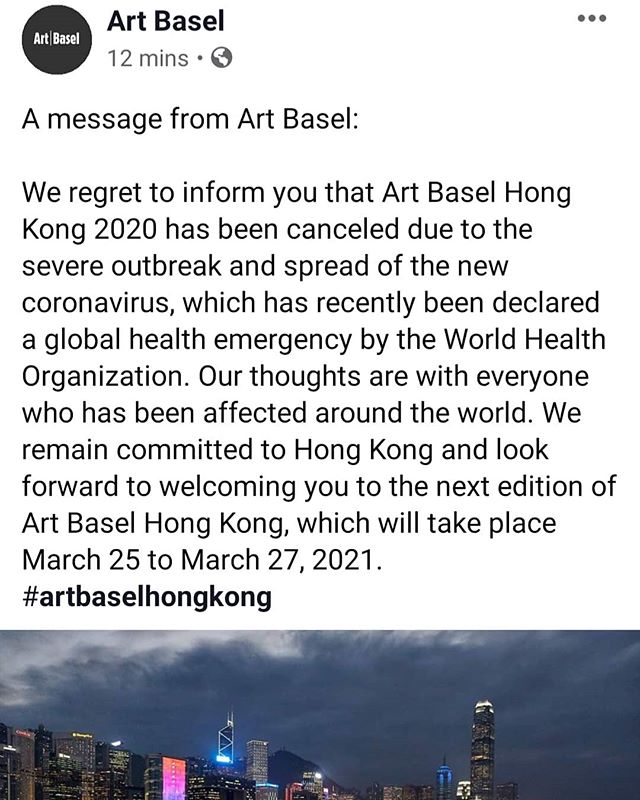 Art Basel
Art Basel
12 mins •
A message from Art Basel:
We regret to inform you that Art Basel Hong
Kong 2020 has been canceled due to the
severe outbreak and spread of the new
coronavirus, which has recently been declared
a global health emergency by the World Health
Organization. Our thoughts are with everyone
who has been affected around the world. We
remain committed to Hong Kong and look
forward to welcoming you to the next edition of
Art Basel Hong Kong, which will take place
March 25 to March 27, 2021.
#artbaselhongkong